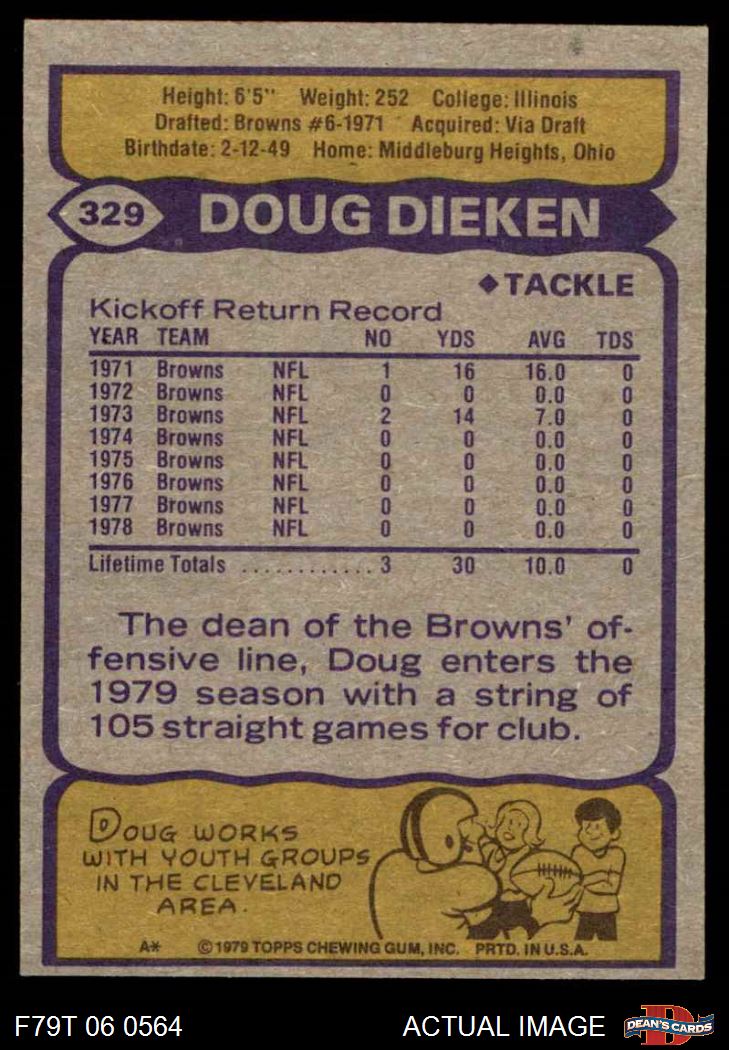 Height: 6'5" Weight: 252 College: Illinois
Drafted: Browns #6-1971 Acquired: Via Draft
Birthdate: 2-12-49 Home: Middleburg Heights, Ohio
329 DOUG DIEKEN
◆TACKLE
Kickoff Return Record
YEAR TEAM NO YDS AVG TDS
1971 Browns NFL 1 16 16.0 0
1972 Browns NFL 0 0 0.0 0
1973 Browns NFL 2 14 7.0 0
1974 Browns NFL 0 0 0.0 0
1975 Browns NFL 0 0 0.0 0
1976 Browns NFL 0 0 0.0 0
1977 Browns NFL 0 0 0.0 0
1978 Browns NFL 0 0 0.0 0
Lifetime Totals ............ 3 30 10.0 0
The dean of the Browns' of-
fensive line, Doug enters the
1979 season with a string of
105 straight games for club.
DOUG WORKS
WITH YOUTH GROUPS
IN THE CLEVELAND
AREA.
A* ©1979 TOPPS CHEWING GUM, INC. PRTD. IN U.S.A.
F79T 06 0564 ACTUAL IMAGE D DEAN'S CARDS